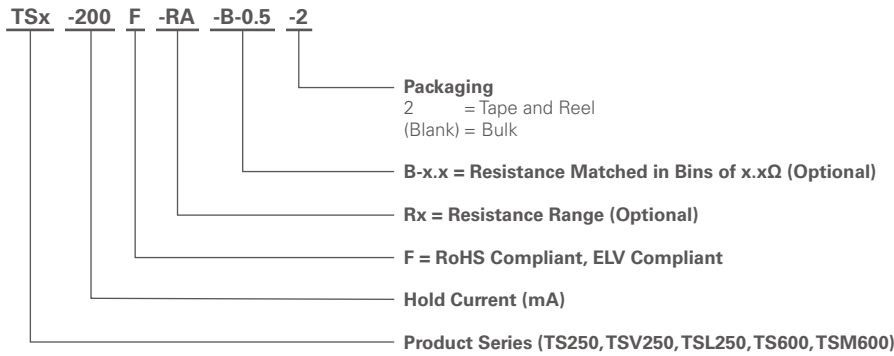 TSx -200 F -RA -B-0.5 -2
Packaging
2 = Tape and Reel
(Blank) = Bulk
B-x.x = Resistance Matched in Bins of x.xΩ (Optional)
Rx = Resistance Range (Optional)
F = RoHS Compliant, ELV Compliant
Hold Current (mA)
Product Series (TS250, TSV250, TSL250, TS600, TSM600)